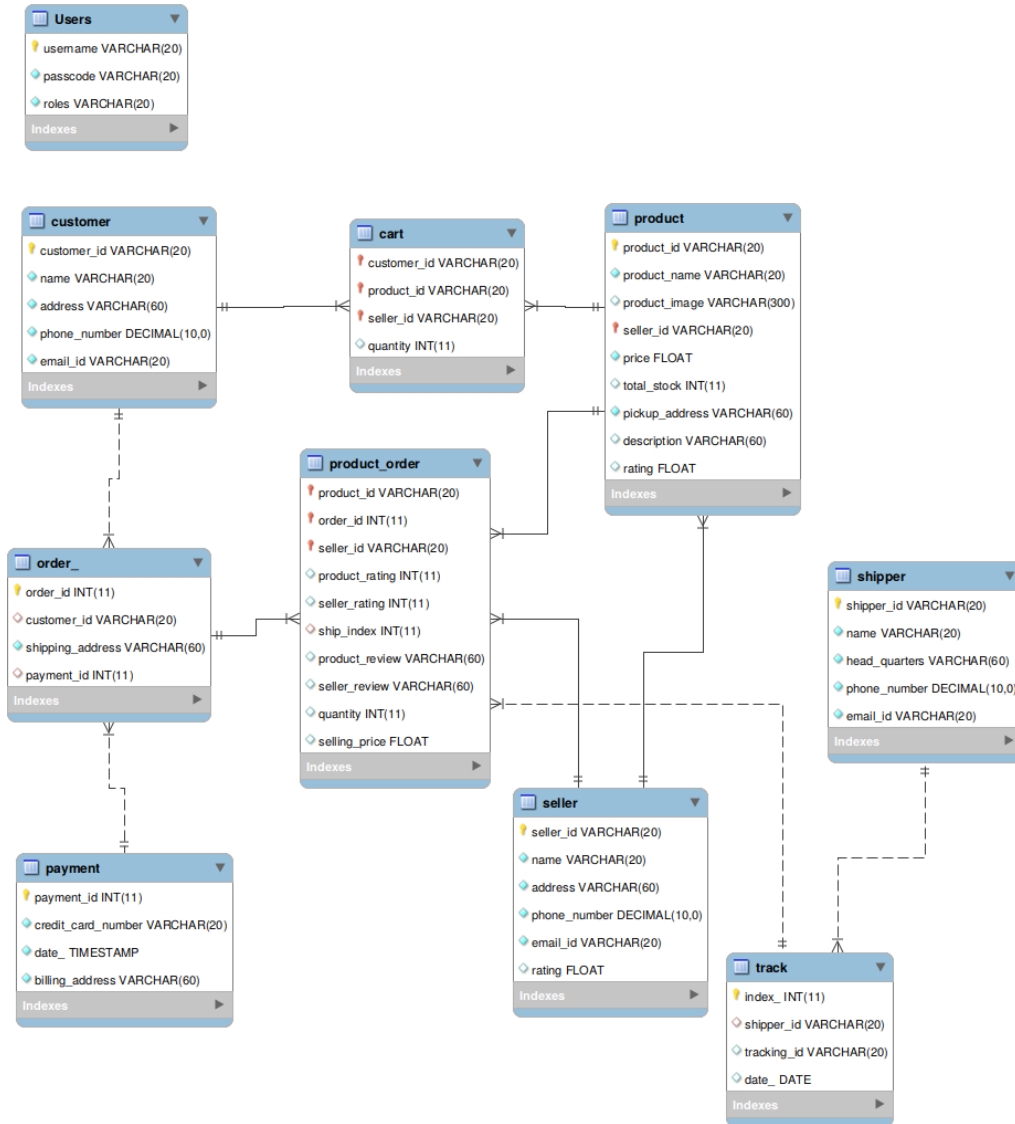 Users
username VARCHAR(20)
passcode VARCHAR(20)
roles VARCHAR(20)
Indexes
customer
customer_id VARCHAR(20)
name VARCHAR(20)
address VARCHAR(60)
phone_number DECIMAL(10,0)
email_id VARCHAR(20)
Indexes
cart
customer_id VARCHAR(20)
product_id VARCHAR(20)
seller_id VARCHAR(20)
quantity INT(11)
Indexes
product
product_id VARCHAR(20)
product_name VARCHAR(20)
product_image VARCHAR(300)
seller_id VARCHAR(20)
price FLOAT
total_stock INT(11)
pickup_address VARCHAR(60)
description VARCHAR(60)
rating FLOAT
Indexes
product_order
product_id VARCHAR(20)
order_id INT(11)
seller_id VARCHAR(20)
product_rating INT(11)
seller_rating INT(11)
ship_index INT(11)
product_review VARCHAR(60)
seller_review VARCHAR(60)
quantity INT(11)
selling_price FLOAT
Indexes
order_
order_id INT(11)
customer_id VARCHAR(20)
shipping_address VARCHAR(60)
payment_id INT(11)
Indexes
shipper
shipper_id VARCHAR(20)
name VARCHAR(20)
head_quarters VARCHAR(60)
phone_number DECIMAL(10,0)
email_id VARCHAR(20)
Indexes
seller
seller_id VARCHAR(20)
name VARCHAR(20)
address VARCHAR(60)
phone_number DECIMAL(10,0)
email_id VARCHAR(20)
rating FLOAT
Indexes
payment
payment_id INT(11)
credit_card_number VARCHAR(20)
date_ TIMESTAMP
billing_address VARCHAR(60)
Indexes
track
index_ INT(11)
shipper_id VARCHAR(20)
tracking_id VARCHAR(20)
date_ DATE
Indexes